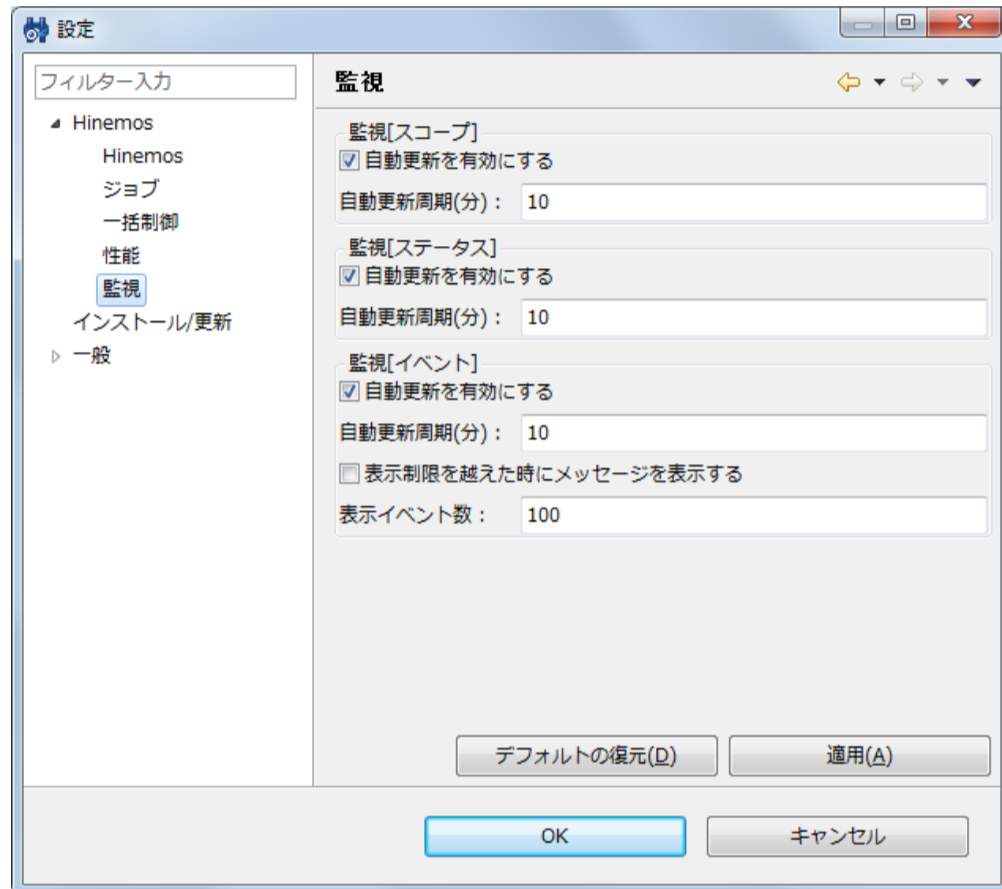 設定
フィルター入力
Hinemos
Hinemos
ジョブ
一括制御
性能
監視
インストール/更新
一般
監視
監視[スコープ]
自動更新を有効にする
自動更新周期(分)： 10
監視[ステータス]
自動更新を有効にする
自動更新周期(分)： 10
監視[イベント]
自動更新を有効にする
自動更新周期(分)： 10
表示制限を越えた時にメッセージを表示する
表示イベント数： 100
デフォルトの復元(D) 適用(A)
OK キャンセル